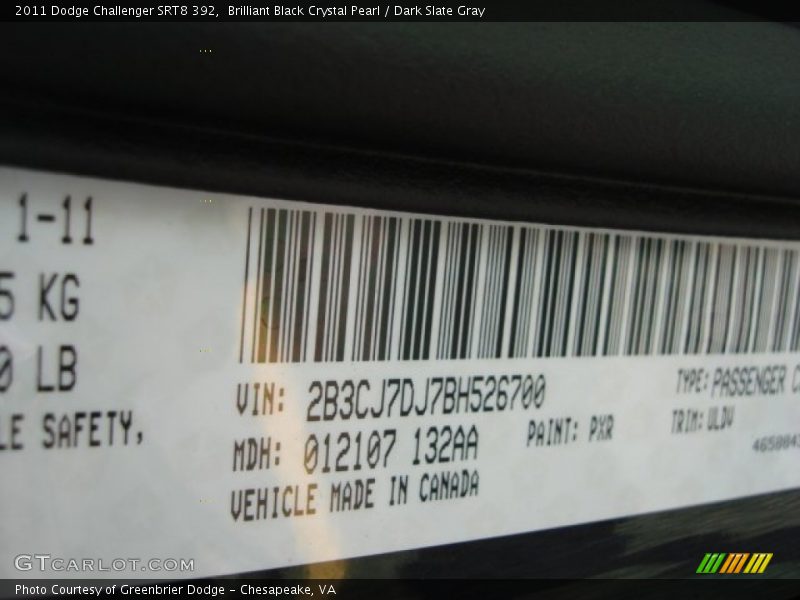 2011 Dodge Challenger SRT8 392,  Brilliant Black Crystal Pearl / Dark Slate Gray
1-11
5 KG
0 LB
LE SAFETY,
VIN: 2B3CJ7DJ7BH526700
TYPE: PASSENGER C
MDH: 012107 132AA
PAINT: PXR
TRIM: ULDV
VEHICLE MADE IN CANADA
GTCARLOT.COM
Photo Courtesy of Greenbrier Dodge - Chesapeake, VA